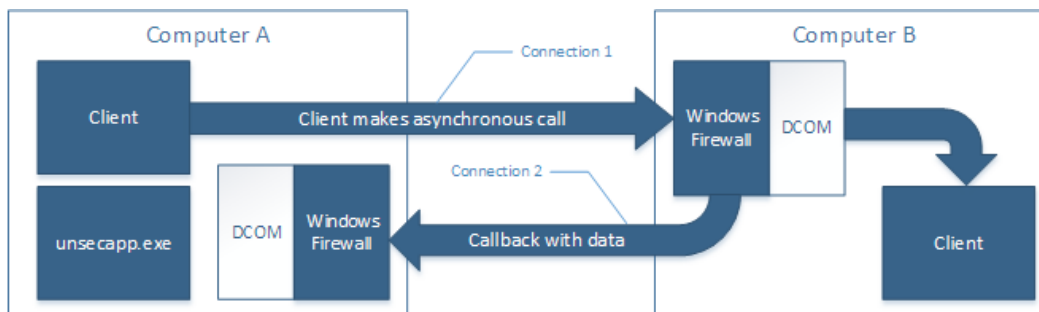 Computer A
Computer B
Connection 1
Client
Client makes asynchronous call
Windows
Firewall
DCOM
Connection 2
unsecapp.exe
DCOM
Windows
Firewall
Callback with data
Client